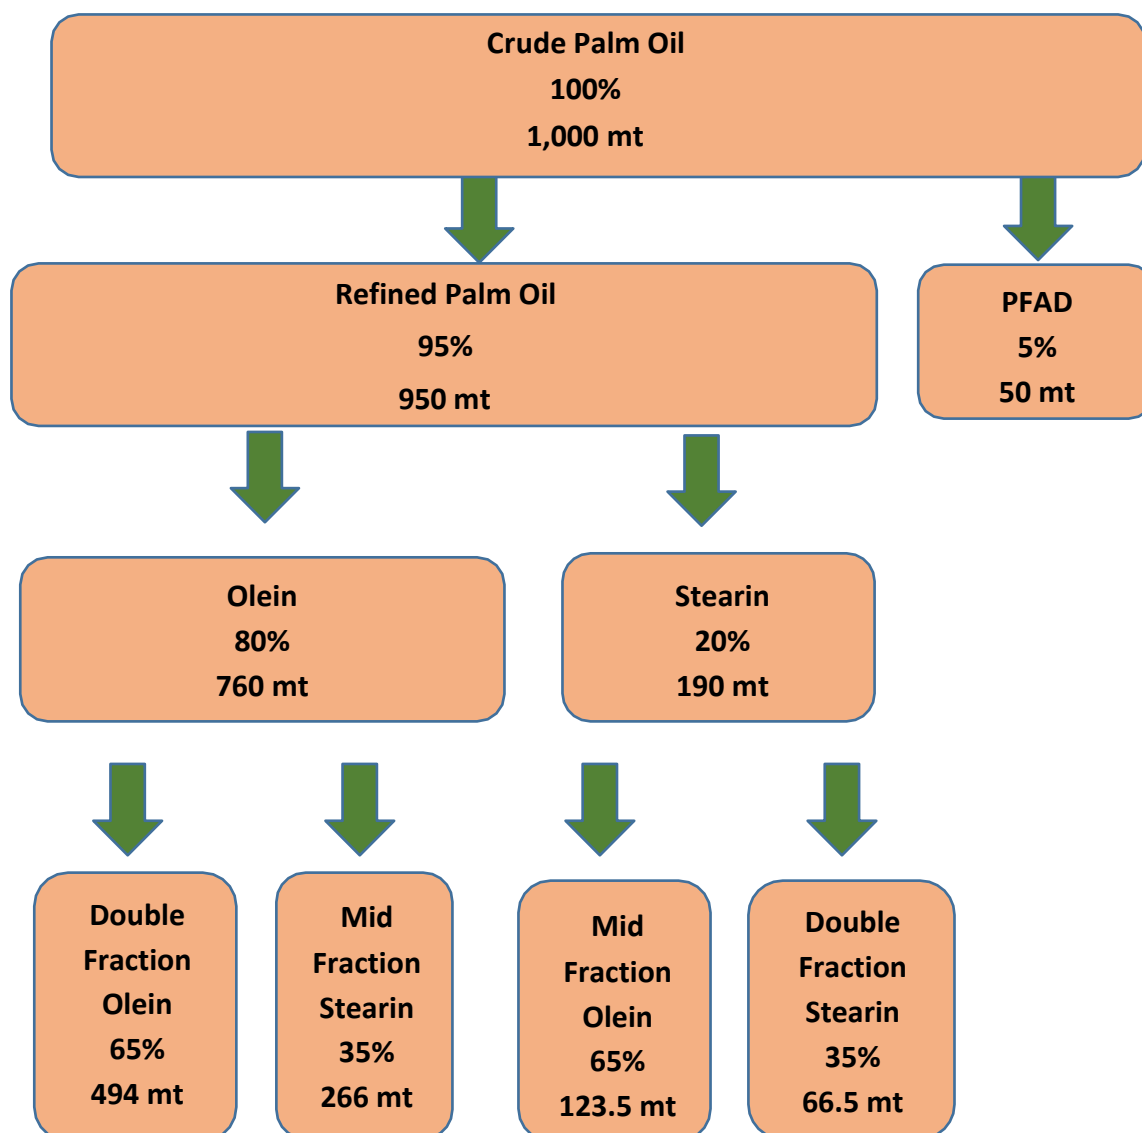 Crude Palm Oil
100%
1,000 mt
Refined Palm Oil
95%
950 mt
PFAD
5%
50 mt
Olein
80%
760 mt
Stearin
20%
190 mt
Double
Fraction
Olein
65%
494 mt
Mid
Fraction
Stearin
35%
266 mt
Mid
Fraction
Olein
65%
123.5 mt
Double
Fraction
Stearin
35%
66.5 mt